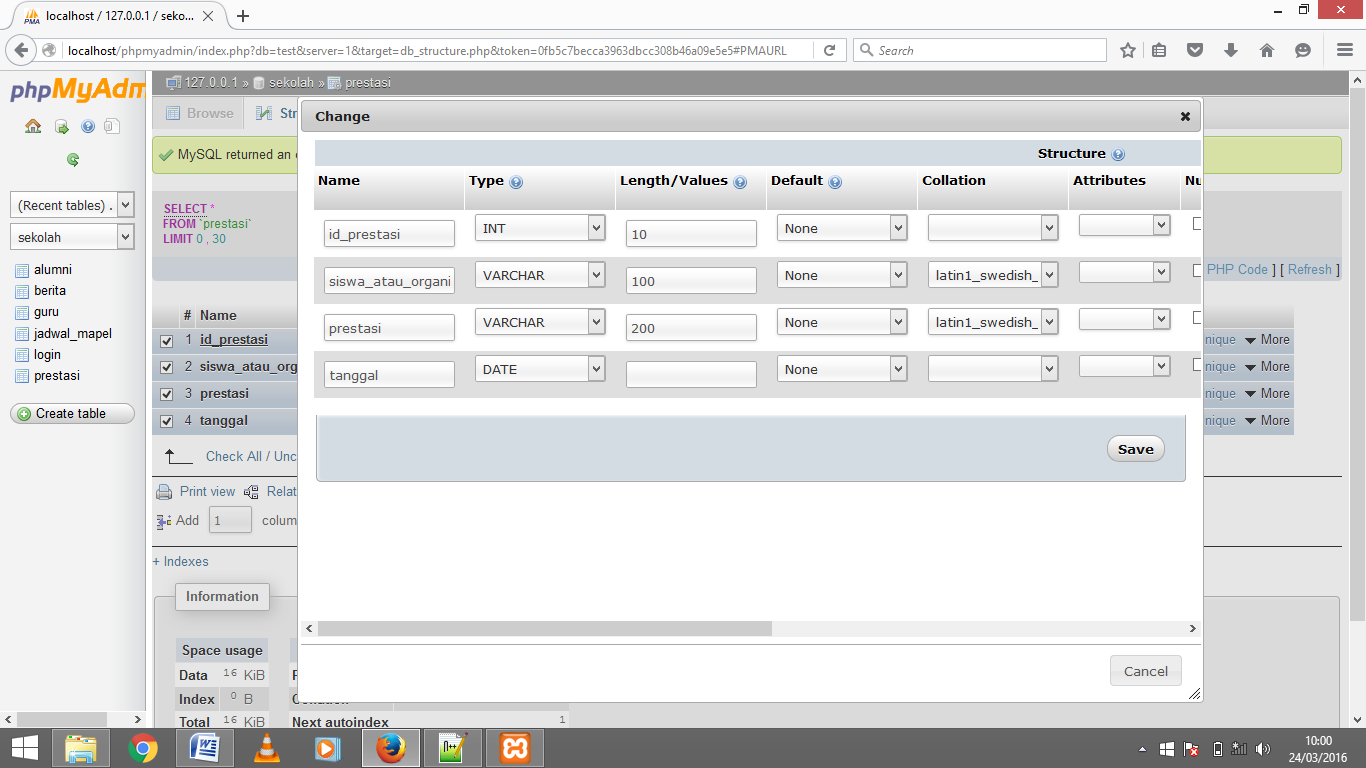 localhost / 127.0.0.1 / seko...
localhost/phpmyadmin/index.php?db=test&server=1&target=db_structure.php&token=0fb5c7becca3963dbcc308b46a09e5e5#PMAURL
Search
phpMyAdm
127.0.0.1 » sekolah » prestasi
Browse Str
Change
MySQL returned an
Structure
Name Type Length/Values Default Collation Attributes Nu
id_prestasi INT 10 None
siswa_atau_organi VARCHAR 100 None latin1_swedish_
prestasi VARCHAR 200 None latin1_swedish_
tanggal DATE None
Save
Cancel
(Recent tables) .
sekolah
alumni
berita
guru
jadwal_mapel
login
prestasi
Create table
SELECT *
FROM `prestasi`
LIMIT 0 , 30
PHP Code ] [ Refresh ]
# Name
1 id_prestasi nique More
2 siswa_atau_org nique More
3 prestasi nique More
4 tanggal nique More
Check All / Unc
Print view Relat
Add 1 colum
+ Indexes
Information
Space usage
Data 16 KiB
Index 0 B
Total 16 KiB
Next autoindex 1
10:00
24/03/2016